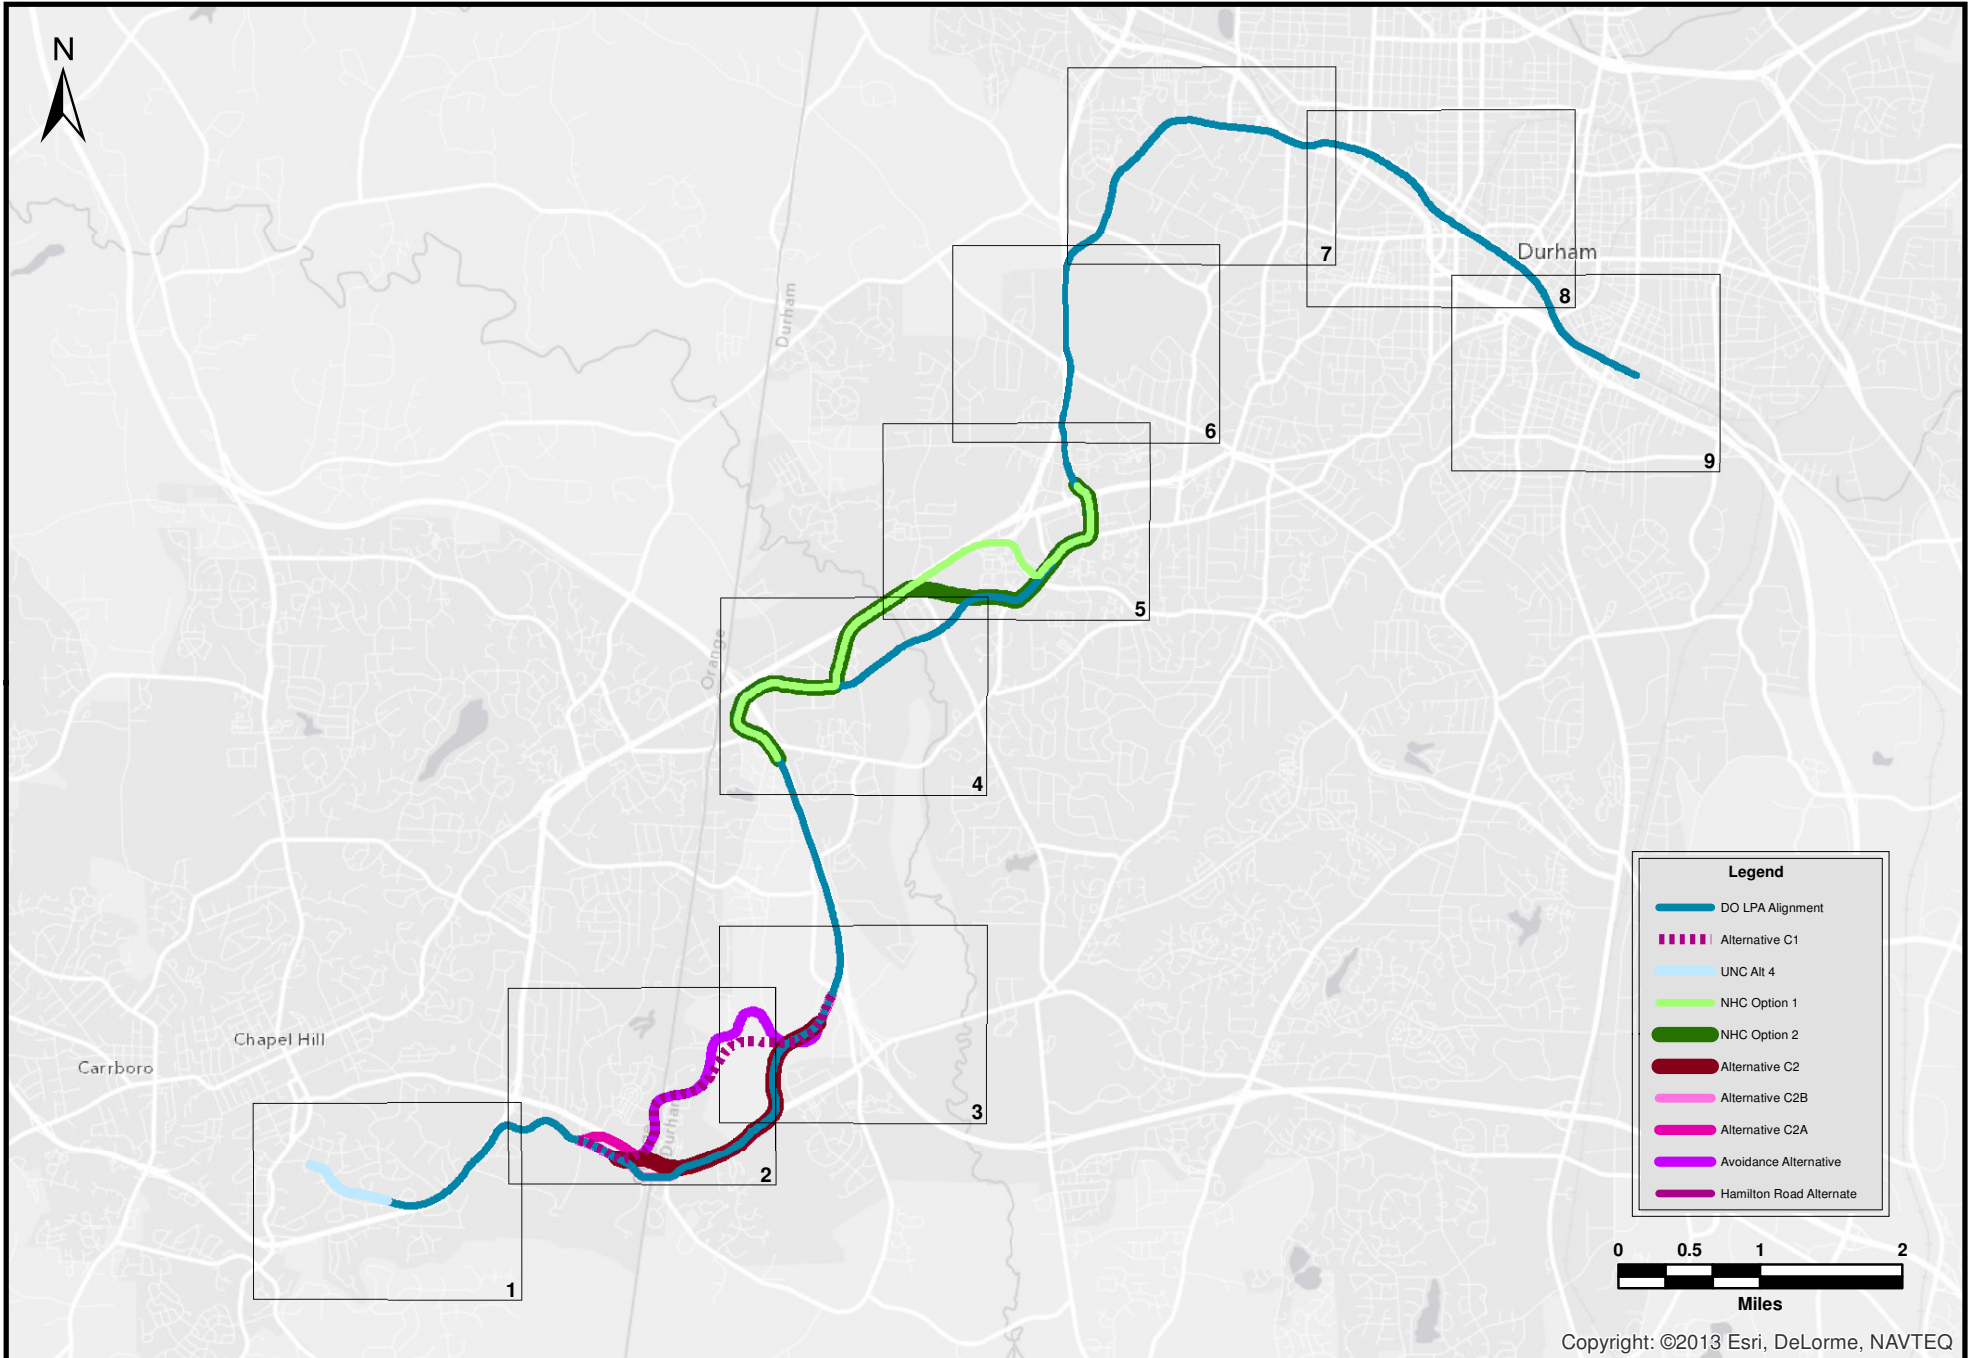 N
7
Durham
8
Durham
6
9
5
Orange
4
Legend
DO LPA Alignment
Alternative C1
UNC Alt 4
NHC Option 1
NHC Option 2
Alternative C2
Alternative C2B
Alternative C2A
Avoidance Alternative
Hamilton Road Alternate
Chapel Hill
Carrboro
3
Durham
2
1
0 0.5 1 2
Miles
Copyright: ©2013 Esri, DeLorme, NAVTEQ